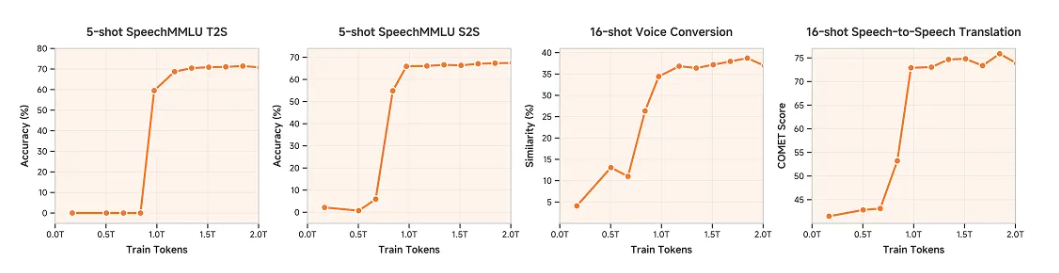 5-shot SpeechMMLU T2S
Accuracy (%)
80
70
60
50
40
30
20
10
0
0.0T 0.5T 1.0T 1.5T 2.0T
Train Tokens
5-shot SpeechMMLU S2S
Accuracy (%)
70
60
50
40
30
20
10
0
0.0T 0.5T 1.0T 1.5T 2.0T
Train Tokens
16-shot Voice Conversion
Similarity (%)
40
35
30
25
20
15
10
5
0.0T 0.5T 1.0T 1.5T 2.0T
Train Tokens
16-shot Speech-to-Speech Translation
COMET Score
75
70
65
60
55
50
45
0.0T 0.5T 1.0T 1.5T 2.0T
Train Tokens